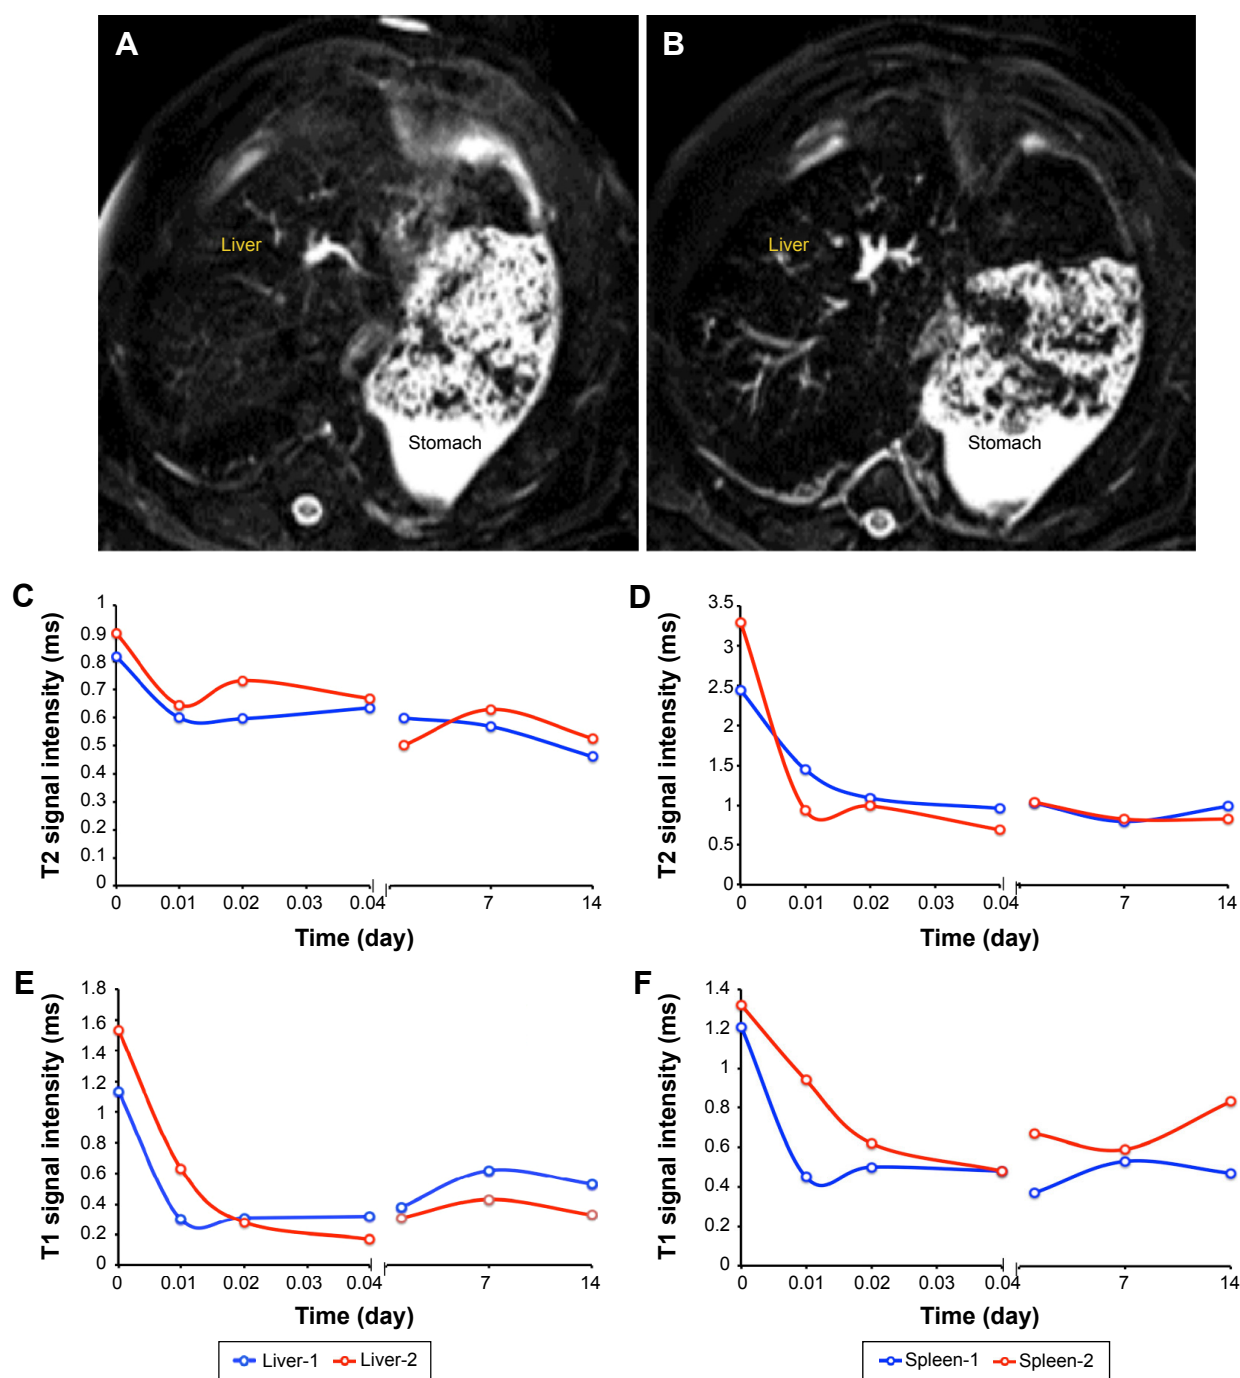 A
B
Liver
Liver
Stomach
Stomach
C
T2 signal intensity (ms)
1
0.9
0.8
0.7
0.6
0.5
0.4
0.3
0.2
0.1
0
0 0.01 0.02 0.03 0.04 7 14
Time (day)
D
T2 signal intensity (ms)
3.5
3
2.5
2
1.5
1
0.5
0
0 0.01 0.02 0.03 0.04 7 14
Time (day)
E
T1 signal intensity (ms)
1.8
1.6
1.4
1.2
1
0.8
0.6
0.4
0.2
0
0 0.01 0.02 0.03 0.04 7 14
Time (day)
Liver-1 Liver-2
F
T1 signal intensity (ms)
1.4
1.2
1
0.8
0.6
0.4
0.2
0
0 0.01 0.02 0.03 0.04 7 14
Time (day)
Spleen-1 Spleen-2